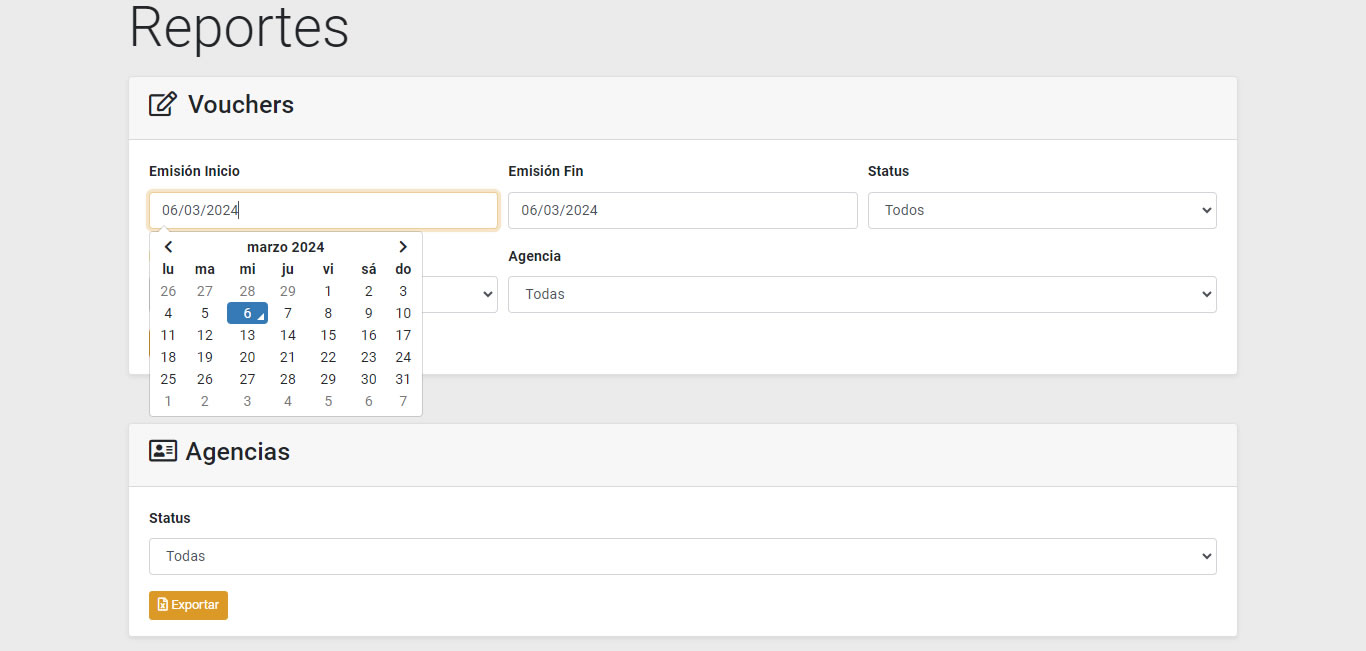 Reportes
Vouchers
Emisión Inicio Emisión Fin Status
06/03/2024 06/03/2024 Todos
marzo 2024
Agencia
Todas
lu ma mi ju vi sá do
26 27 28 29 1 2 3
4 5 6 7 8 9 10
11 12 13 14 15 16 17
18 19 20 21 22 23 24
25 26 27 28 29 30 31
1 2 3 4 5 6 7
Agencias
Status
Todas
Exportar